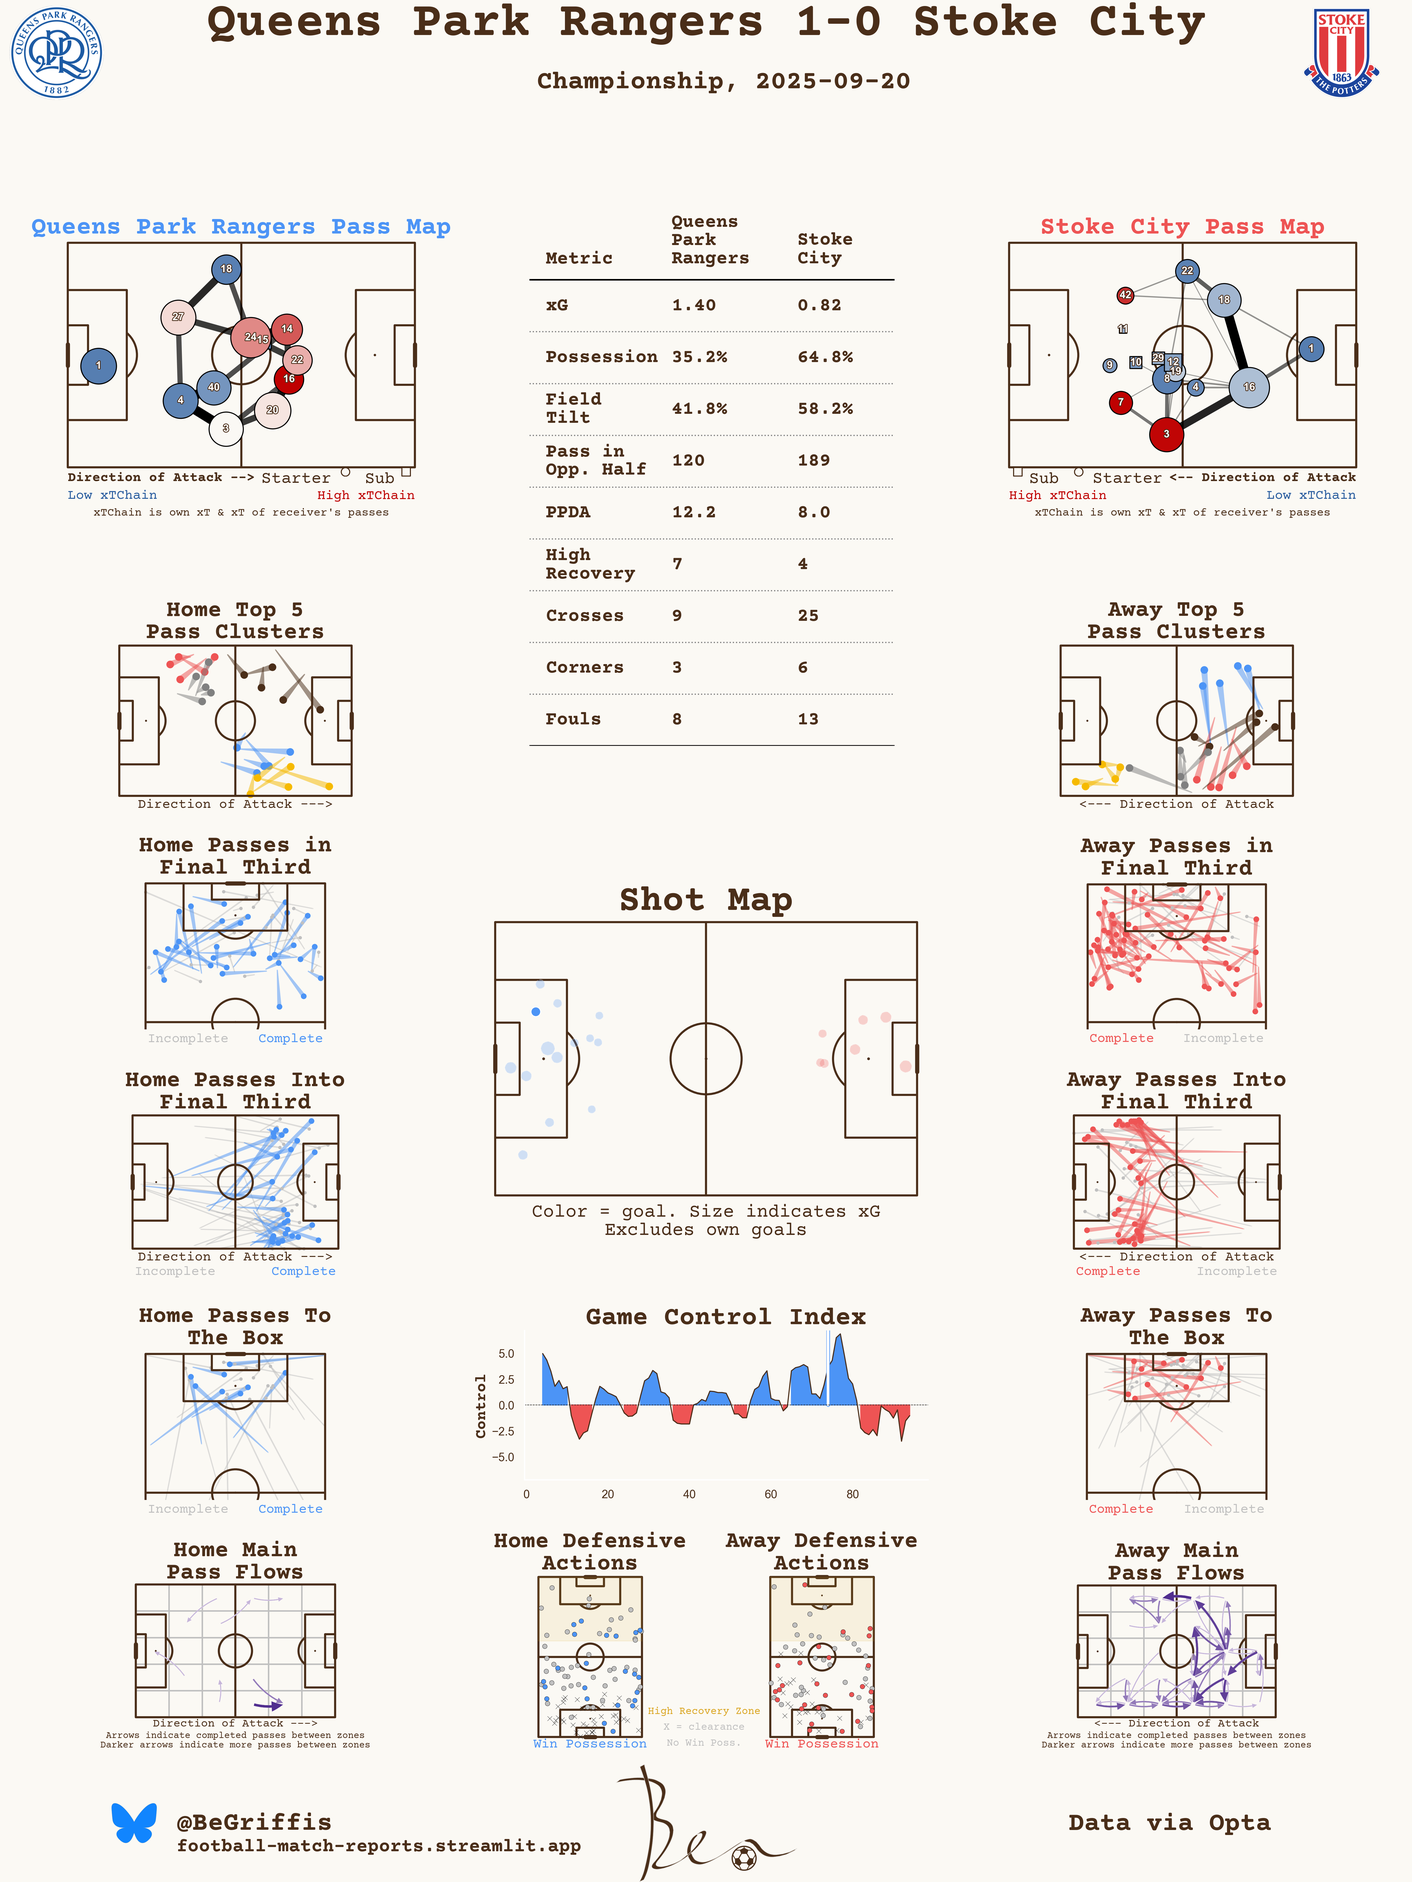 Queens Park Rangers 1-0 Stoke City
Championship, 2025-09-20
QUEENS PARK RANGERS
QPR
1882
STOKE
CITY
1863
THE POTTERS
Queens Park Rangers Pass Map
18
27
24
15
14
22
16
1
40
4
20
3
Direction of Attack --> Starter Sub
Low xTChain High xTChain
xTChain is own xT & xT of receiver's passes
Metric Queens Park Rangers Stoke City
xG 1.40 0.82
Possession 35.2% 64.8%
Field Tilt 41.8% 58.2%
Pass in Opp. Half 120 189
PPDA 12.2 8.0
High Recovery 7 4
Crosses 9 25
Corners 3 6
Fouls 8 13
Stoke City Pass Map
22
42
18
11
1
29
10
12
9
19
8
4
16
7
3
Sub Starter <-- Direction of Attack
High xTChain Low xTChain
xTChain is own xT & xT of receiver's passes
Home Top 5
Pass Clusters
Direction of Attack --->
Home Passes in
Final Third
Incomplete Complete
Home Passes Into
Final Third
Direction of Attack --->
Incomplete Complete
Home Passes To
The Box
Incomplete Complete
Home Main
Pass Flows
Direction of Attack --->
Arrows indicate completed passes between zones
Darker arrows indicate more passes between zones
Shot Map
Color = goal. Size indicates xG
Excludes own goals
Game Control Index
Control
5.0
2.5
0.0
−2.5
−5.0
0 20 40 60 80
Home Defensive
Actions
Win Possession
Away Defensive
Actions
Win Possession
High Recovery Zone
X = clearance
No Win Poss.
Away Top 5
Pass Clusters
<--- Direction of Attack
Away Passes in
Final Third
Complete Incomplete
Away Passes Into
Final Third
<--- Direction of Attack
Complete Incomplete
Away Passes To
The Box
Complete Incomplete
Away Main
Pass Flows
<--- Direction of Attack
Arrows indicate completed passes between zones
Darker arrows indicate more passes between zones
@BeGriffis
football-match-reports.streamlit.app
Ben
Data via Opta